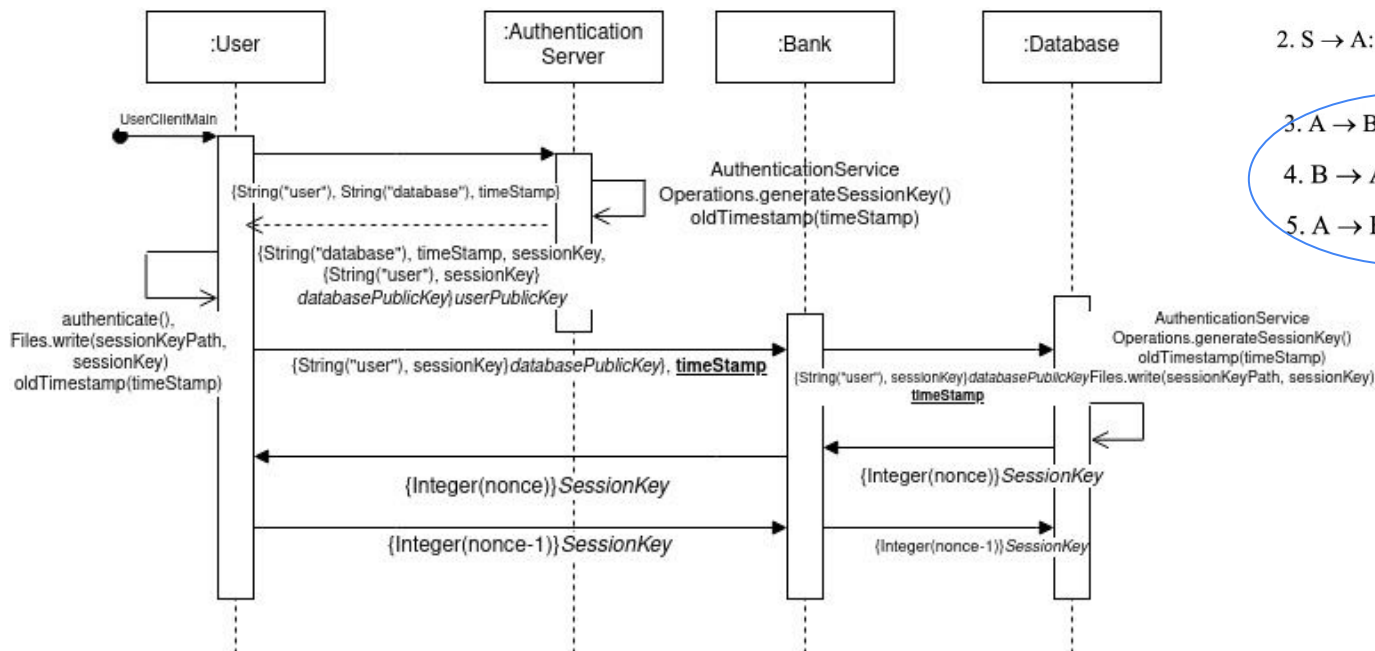 :User
:Authentication
Server
:Bank
:Database
2. S → A:
3. A → B
4. B → A
5. A →
UserClientMain
{String("user"), String("database"), timeStamp}
AuthenticationService
Operations.generateSessionKey()
oldTimestamp(timeStamp)
{String("database"), timeStamp, sessionKey,
{String("user"), sessionKey}
databasePublicKey}userPublicKey
authenticate(),
Files.write(sessionKeyPath,
sessionKey)
oldTimestamp(timeStamp)
{String("user"), sessionKey}databasePublicKey}, timeStamp
AuthenticationService
Operations.generateSessionKey()
oldTimestamp(timeStamp)
{String("user"), sessionKey}databasePublicKeyFiles.write(sessionKeyPath, sessionKey)
timeStamp
{Integer(nonce)}SessionKey
{Integer(nonce)}SessionKey
{Integer(nonce-1)}SessionKey
{Integer(nonce-1)}SessionKey